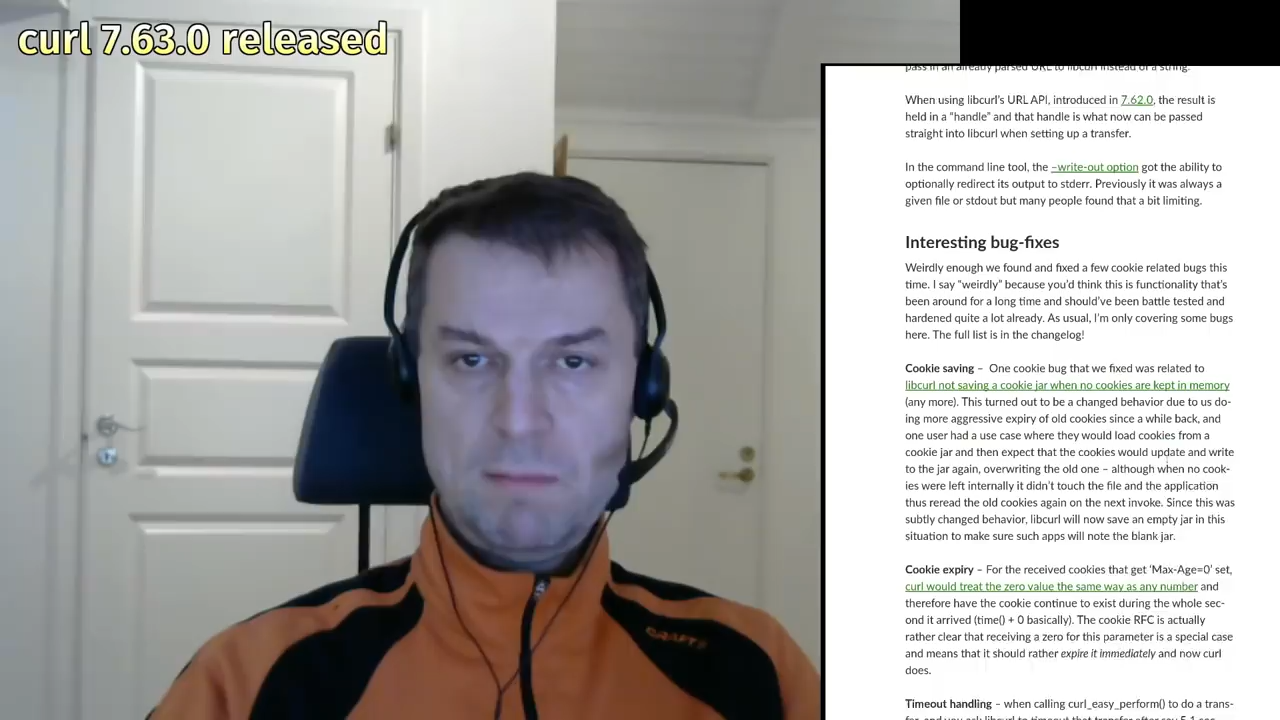 curl 7.63.0 released
pass in an already parsed URL to libcurl instead of a string.
When using libcurl's URL API, introduced in 7.62.0, the result is
held in a “handle” and that handle is what now can be passed
straight into libcurl when setting up a transfer.
In the command line tool, the –write-out option got the ability to
optionally redirect its output to stderr. Previously it was always a
given file or stdout but many people found that a bit limiting.
Interesting bug-fixes
Weirdly enough we found and fixed a few cookie related bugs this
time. I say “weirdly” because you'd think this is functionality that's
been around for a long time and should've been battle tested and
hardened quite a lot already. As usual, I'm only covering some bugs
here. The full list is in the changelog!
Cookie saving – One cookie bug that we fixed was related to
libcurl not saving a cookie jar when no cookies are kept in memory
(any more). This turned out to be a changed behavior due to us do-
ing more aggressive expiry of old cookies since a while back, and
one user had a use case where they would load cookies from a
cookie jar and then expect that the cookies would update and write
to the jar again, overwriting the old one – although when no cook-
ies were left internally it didn't touch the file and the application
thus reread the old cookies again on the next invoke. Since this was
subtly changed behavior, libcurl will now save an empty jar in this
situation to make sure such apps will note the blank jar.
Cookie expiry – For the received cookies that get ‘Max-Age=0’ set,
curl would treat the zero value the same way as any number and
therefore have the cookie continue to exist during the whole sec-
ond it arrived (time() + 0 basically). The cookie RFC is actually
rather clear that receiving a zero for this parameter is a special case
and means that it should rather expire it immediately and now curl
does.
Timeout handling – when calling curl_easy_perform() to do a trans-
fer, and you ask libcurl to timeout that transfer after say 5.1 sec-
CRAFT